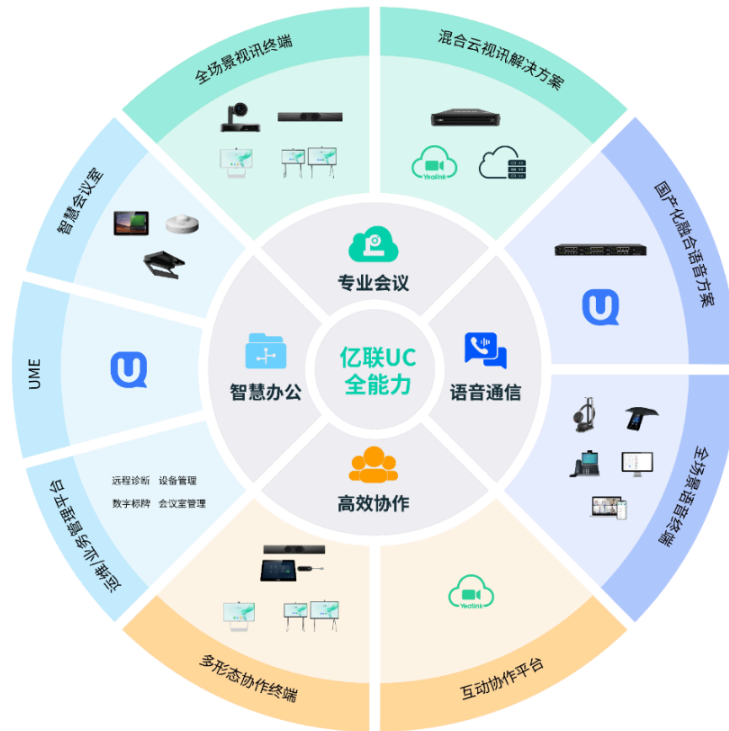 全场景视讯终端
混合云视讯解决方案
智慧会议室
国产化融合语音方案
Yealink
专业会议
UME
亿联UC
全能力
智慧办公
语音通信
高效协作
远程诊断 设备管理
数字标牌 会议室管理
运维/业务管理平台
全场景语音终端
Yealink
多形态协作终端
互动协作平台